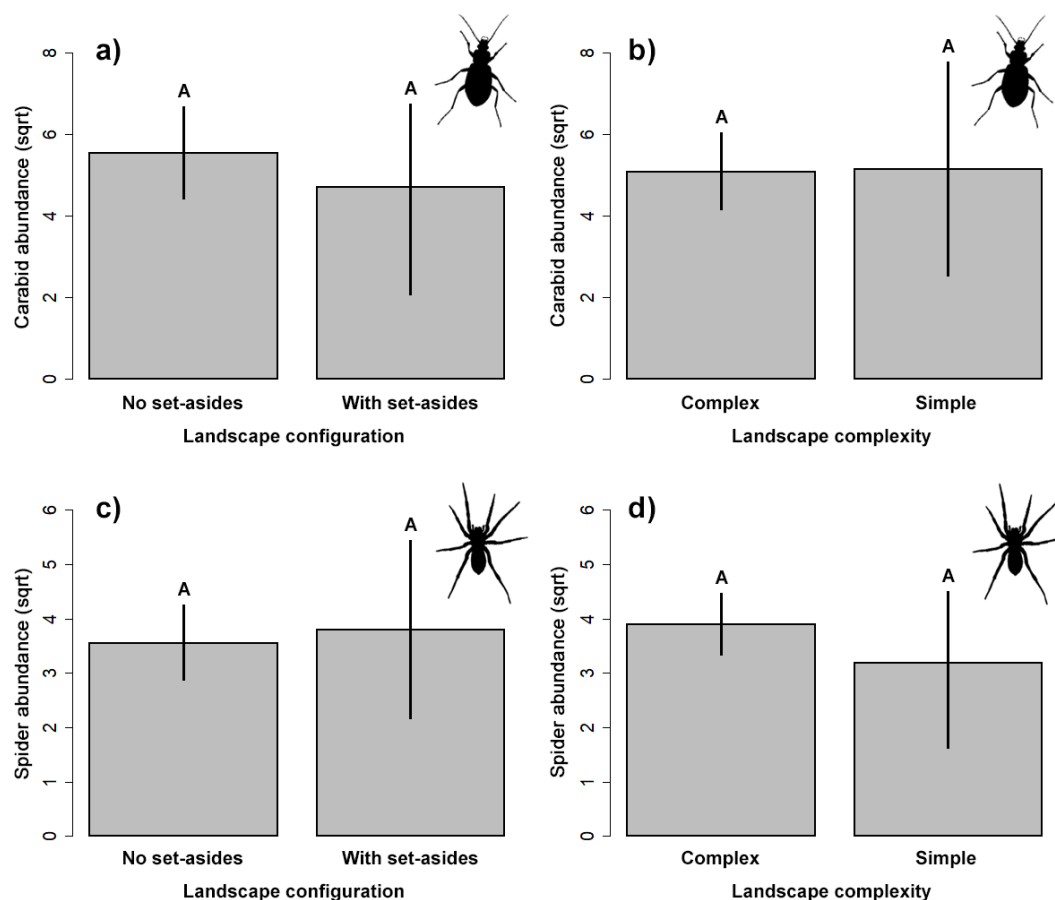 a)
Carabid abundance (sqrt)
8
6
4
2
0
A
A
No set-asides
With set-asides
Landscape configuration
b)
Carabid abundance (sqrt)
8
6
4
2
0
A
A
Complex
Simple
Landscape complexity
c)
Spider abundance (sqrt)
6
5
4
3
2
1
0
A
A
No set-asides
With set-asides
Landscape configuration
d)
Spider abundance (sqrt)
6
5
4
3
2
1
0
A
A
Complex
Simple
Landscape complexity